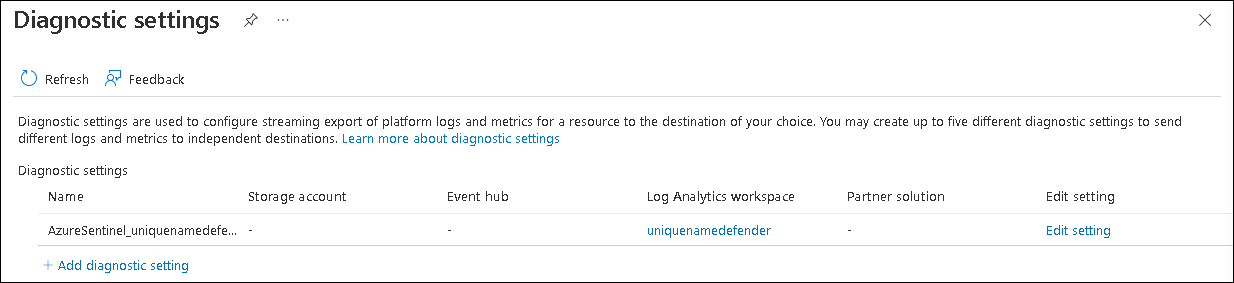 Diagnostic settings
Refresh Feedback
Diagnostic settings are used to configure streaming export of platform logs and metrics for a resource to the destination of your choice. You may create up to five different diagnostic settings to send
different logs and metrics to independent destinations. Learn more about diagnostic settings
Diagnostic settings
Name Storage account Event hub Log Analytics workspace Partner solution Edit setting
AzureSentinel_uniquenamedefe... - - uniquenamedefender - Edit setting
+ Add diagnostic setting